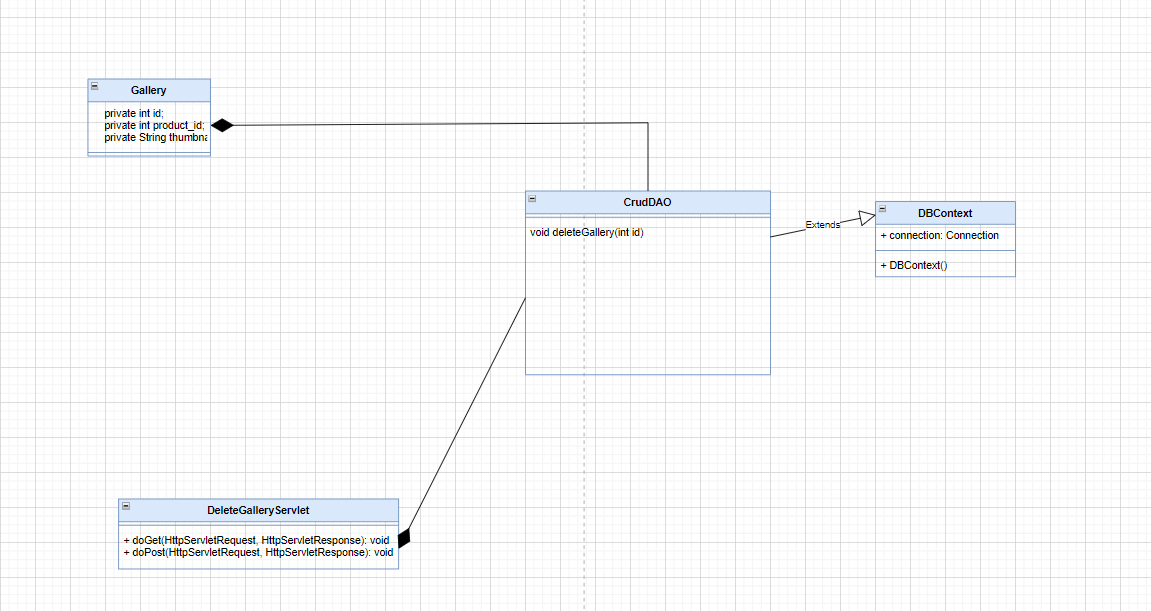 Gallery
private int id;
private int product_id;
private String thumbna
CrudDAO
void deleteGallery(int id)
Extends
DBContext
+ connection: Connection
+ DBContext()
DeleteGalleryServlet
+ doGet(HttpServletRequest, HttpServletResponse): void
+ doPost(HttpServletRequest, HttpServletResponse): void